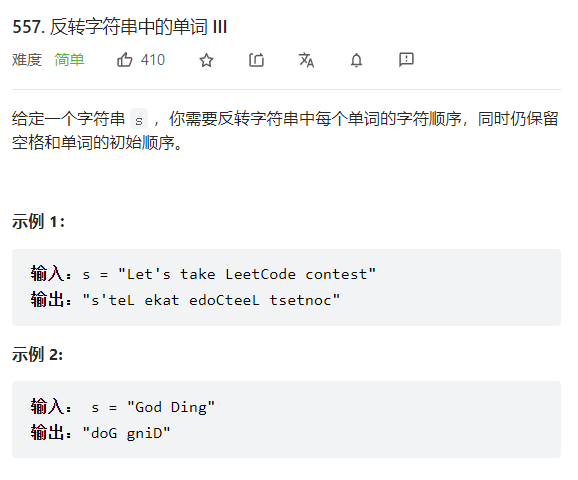 557. 反转字符串中的单词 III
难度 简单 410
给定一个字符串 s ，你需要反转字符串中每个单词的字符顺序，同时仍保留
空格和单词的初始顺序。
示例 1：
输入：s = "Let's take LeetCode contest"
输出："s'teL ekat edoCteeL tsetnoc"
示例 2:
输入： s = "God Ding"
输出："doG gniD"